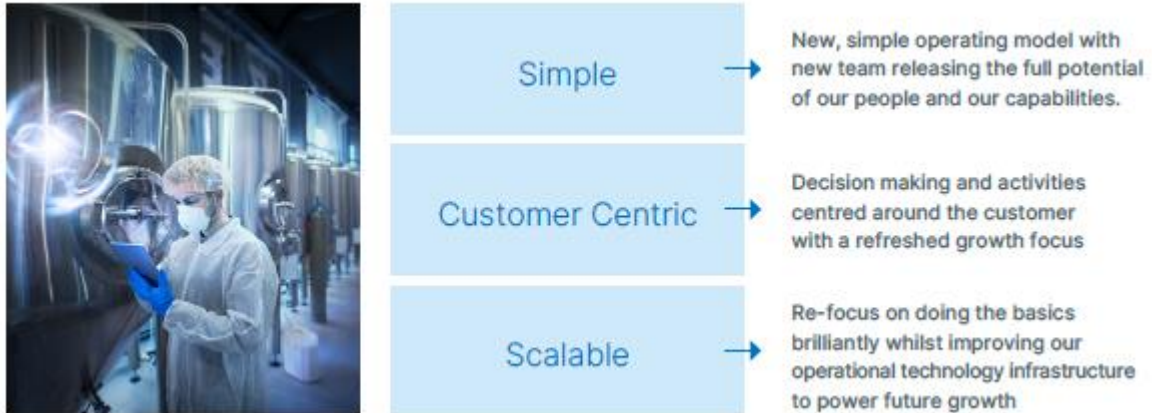 Simple
New, simple operating model with
new team releasing the full potential
of our people and our capabilities.
Customer Centric
Decision making and activities
centred around the customer
with a refreshed growth focus
Scalable
Re-focus on doing the basics
brilliantly whilst improving our
operational technology infrastructure
to power future growth